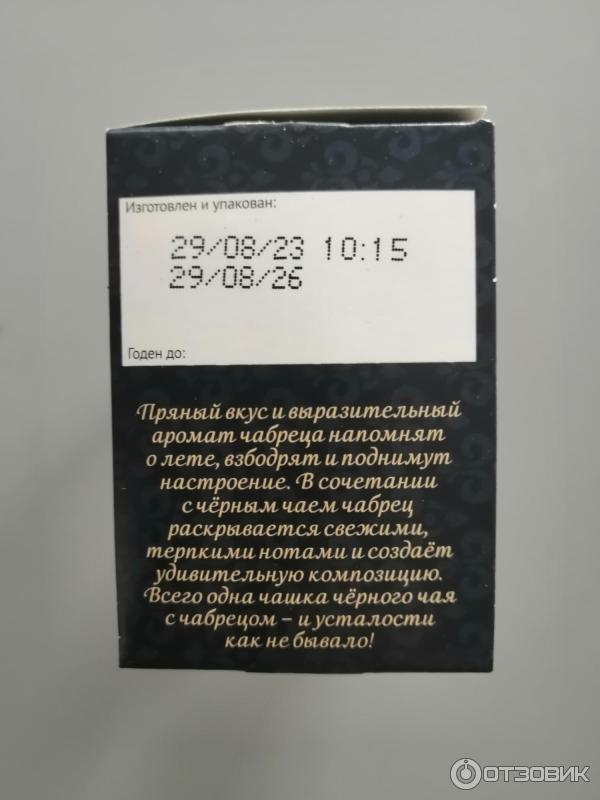 Изготовлен и упакован:
29/08/23 10:15
29/08/26
Годен до:
Пряный вкус и выразительный
аромат чабреца напомнят
о лете, взбодрят и поднимут
настроение. В сочетании
с чёрным чаем чабрец
раскрывается свежими,
терпкими нотами и создаёт
удивительную композицию.
Всего одна чашка чёрного чая
с чабрецом – и усталости
как не бывало!
ОТЗОВИК